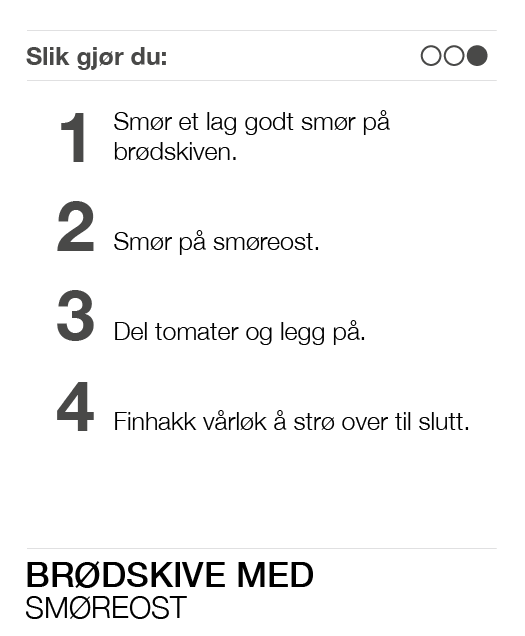 Slik gjør du:
1 Smør et lag godt smør på
brødskiven.
2 Smør på smøreost.
3 Del tomater og legg på.
4 Finhakk vårløk å strø over til slutt.
BRØDSKIVE MED
SMØREOST